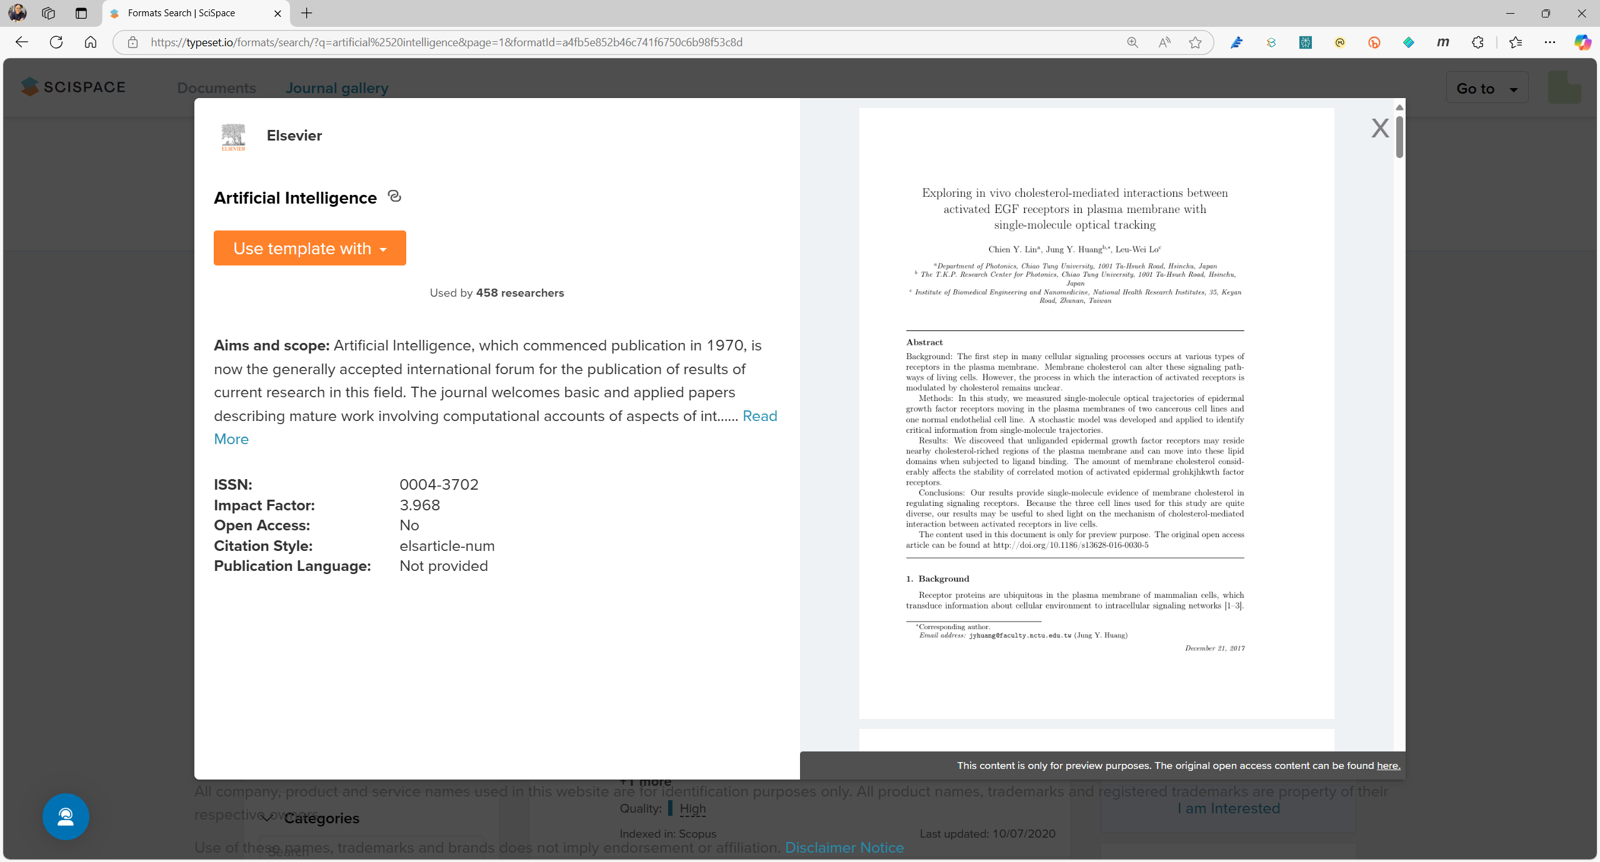 Formats Search | SciSpace
https://typeset.io/formats/search/?q=artificial%2520intelligence&page=1&formatId=a4fb5e852b46c741f6750c6b98f53c8d
SCISPACE
Documents
Journal gallery
Go to
ELSEVIER
Elsevier
Artificial Intelligence
Use template with
Used by 458 researchers
Aims and scope: Artificial Intelligence, which commenced publication in 1970, is
now the generally accepted international forum for the publication of results of
current research in this field. The journal welcomes basic and applied papers
describing mature work involving computational accounts of aspects of int...... Read
More
ISSN: 0004-3702
Impact Factor: 3.968
Open Access: No
Citation Style: elsarticle-num
Publication Language: Not provided
X
Exploring in vivo cholesterol-mediated interactions between
activated EGF receptors in plasma membrane with
single-molecule optical tracking
Chien Y. Linᵃ, Jung Y. Huangᵇ,*, Leu-Wei Loᶜ
ᵃDepartment of Photonics, Chiao Tung University, 1001 Ta-Hsueh Road, Hsinchu, Japan
ᵇ The T.K.P. Research Center for Photonics, Chiao Tung University, 1001 Ta-Hsueh Road, Hsinchu,
Japan
ᶜ Institute of Biomedical Engineering and Nanomedicine, National Health Research Institutes, 35, Keyan
Road, Zhunan, Taiwan
Abstract
Background: The first step in many cellular signaling processes occurs at various types of
receptors in the plasma membrane. Membrane cholesterol can alter these signaling path-
ways of living cells. However, the process in which the interaction of activated receptors is
modulated by cholesterol remains unclear.
Methods: In this study, we measured single-molecule optical trajectories of epidermal
growth factor receptors moving in the plasma membranes of two cancerous cell lines and
one normal endothelial cell line. A stochastic model was developed and applied to identify
critical information from single-molecule trajectories.
Results: We discoveed that unliganded epidermal growth factor receptors may reside
nearby cholesterol-riched regions of the plasma membrane and can move into these lipid
domains when subjected to ligand binding. The amount of membrane cholesterol consid-
erably affects the stability of correlated motion of activated epidermal grohkjhkwth factor
receptors.
Conclusions: Our results provide single-molecule evidence of membrane cholesterol in
regulating signaling receptors. Because the three cell lines used for this study are quite
diverse, our results may be useful to shed light on the mechanism of cholesterol-mediated
interaction between activated receptors in live cells.
The content used in this document is only for preview purpose. The original open access
article can be found at http://doi.org/10.1186/s13628-016-0030-5
1. Background
Receptor proteins are ubiquitous in the plasma membrane of mammalian cells, which
transduce information about cellular environment to intracellular signaling networks [1–3].
*Corresponding author.
Email address: jyhuang@faculty.nctu.edu.tw (Jung Y. Huang)
December 21, 2017
This content is only for preview purposes. The original open access content can be found here.
+1 more
All company, product and service names used in this website are for identification purposes only. All product names, trademarks and registered trademarks are property of their
respective owners.
Categories
Quality: High
I am Interested
Indexed in: Scopus
Last updated: 10/07/2020
Use of these names, trademarks and brands does not imply endorsement or affiliation. Disclaimer Notice
Search